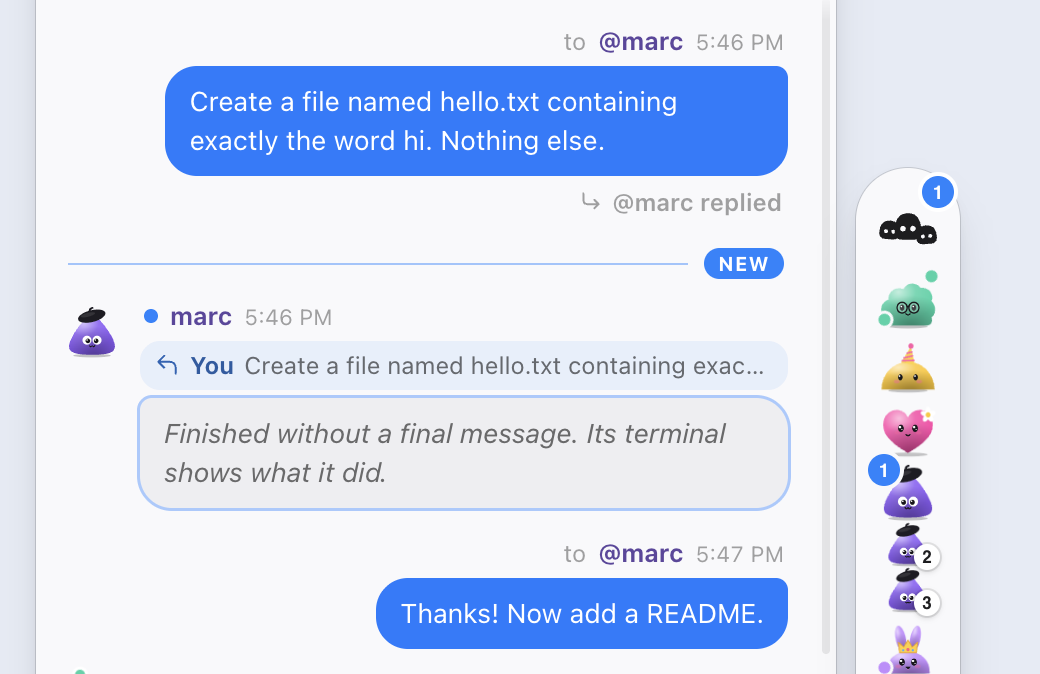 to @marc 5:46 PM
Create a file named hello.txt containing
exactly the word hi. Nothing else.
@marc replied
NEW
marc 5:46 PM
You Create a file named hello.txt containing exac...
Finished without a final message. Its terminal
shows what it did.
to @marc 5:47 PM
Thanks! Now add a README.
1
1
2
3